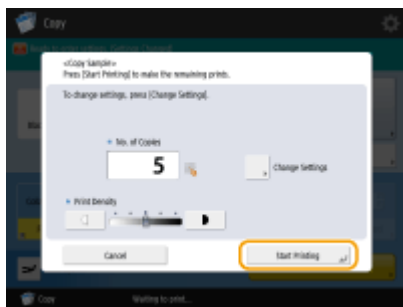 Copy
<Copy Sample>
Press [Start Printing] to make the remaining prints.
To change settings, press [Change Settings].
No. of Copies
5
Change Settings
Print Density
Cancel
Start Printing
Copy
Waiting to print...